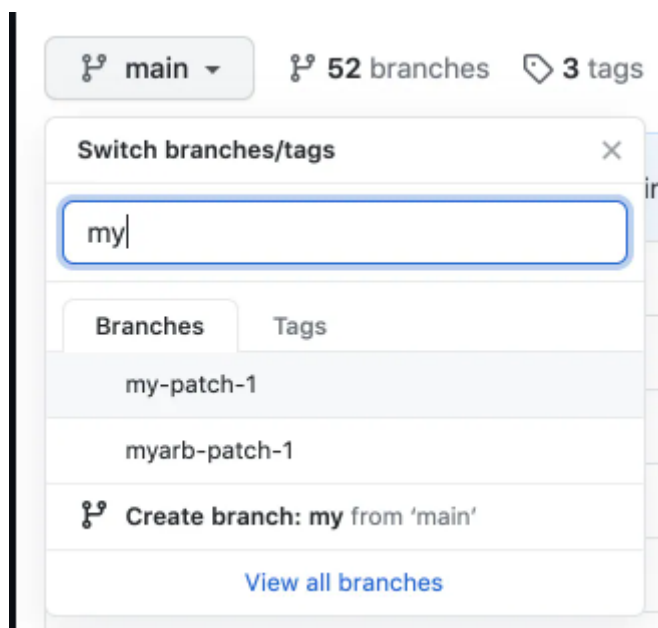 main 52 branches 3 tags
Switch branches/tags
my
Branches Tags
my-patch-1
myarb-patch-1
Create branch: my from ‘main’
View all branches